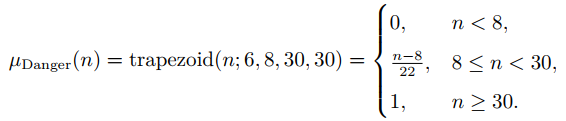 μ_Danger(n) = trapezoid(n; 6, 8, 30, 30) = { 0, n < 8,
(n−8)/22, 8 ≤ n < 30,
1, n ≥ 30.